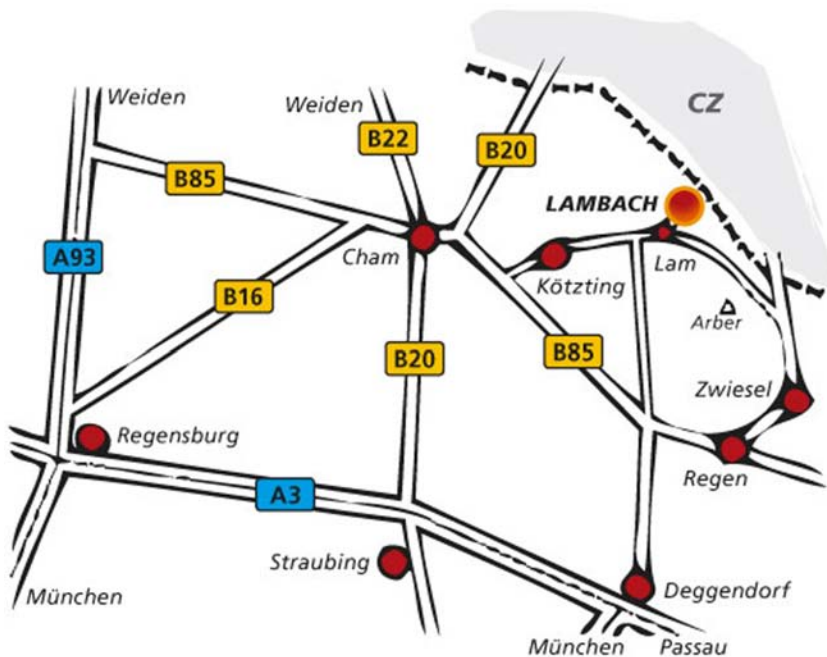 Weiden
Weiden
CZ
B22
B20
B85
LAMBACH
A93
Cham
Kötzting
Lam
B16
Arber
B20
B85
Zwiesel
Regensburg
Regen
A3
Straubing
Deggendorf
München
München
Passau